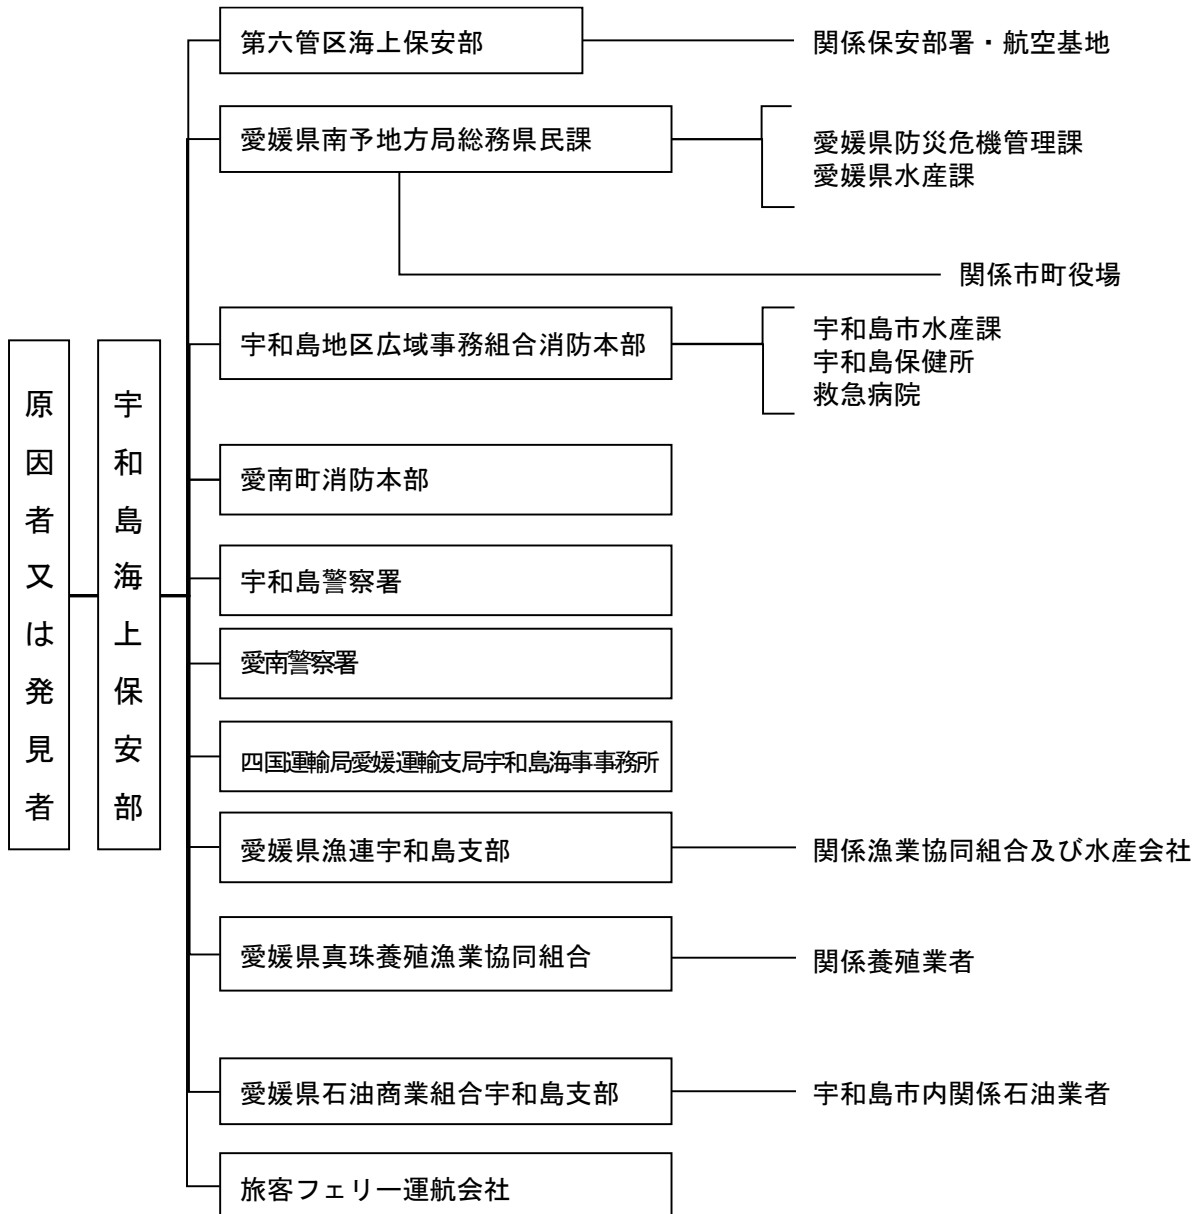 原因者又は発見者
宇和島海上保安部
第六管区海上保安部
関係保安部署・航空基地
愛媛県南予地方局総務県民課
愛媛県防災危機管理課
愛媛県水産課
関係市町役場
宇和島地区広域事務組合消防本部
宇和島市水産課
宇和島保健所
救急病院
愛南町消防本部
宇和島警察署
愛南警察署
四国運輸局愛媛運輸支局宇和島海事事務所
愛媛県漁連宇和島支部
関係漁業協同組合及び水産会社
愛媛県真珠養殖漁業協同組合
関係養殖業者
愛媛県石油商業組合宇和島支部
宇和島市内関係石油業者
旅客フェリー運航会社